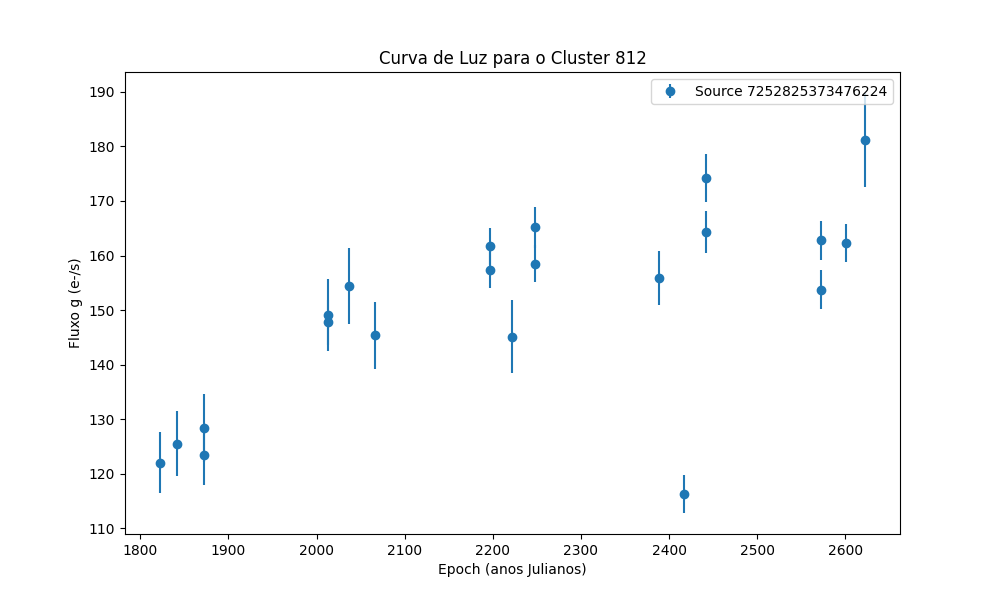 Curva de Luz para o Cluster 812
Source 7252825373476224
Fluxo g (e-/s)
190
180
170
160
150
140
130
120
110
1800 1900 2000 2100 2200 2300 2400 2500 2600
Epoch (anos Julianos)